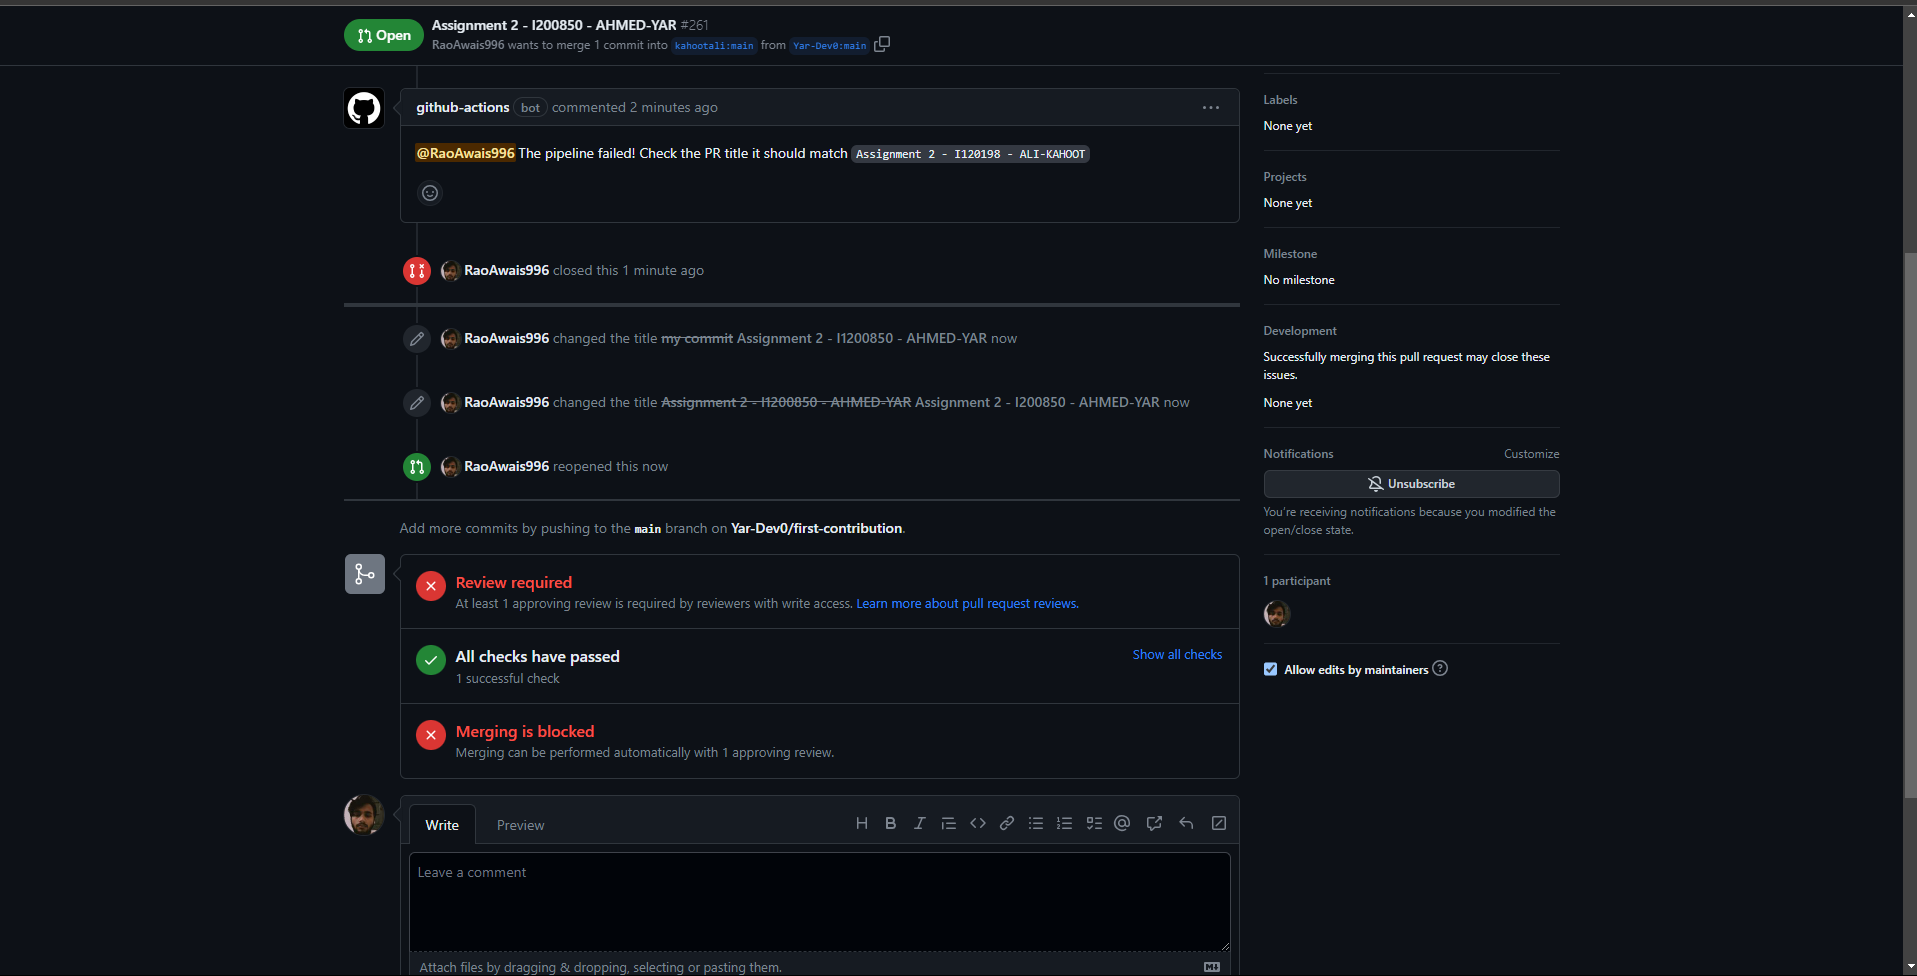 Open
Assignment 2 - I200850 - AHMED-YAR #261
RaoAwais996 wants to merge 1 commit into kahootali:main from Yar-Dev0:main
github-actions bot commented 2 minutes ago
@RaoAwais996 The pipeline failed! Check the PR title it should match Assignment 2 - I120198 - ALI-KAHOOT
RaoAwais996 closed this 1 minute ago
RaoAwais996 changed the title my commit Assignment 2 - I1200850 - AHMED-YAR now
RaoAwais996 changed the title Assignment 2 - I1200850 - AHMED-YAR Assignment 2 - I200850 - AHMED-YAR now
RaoAwais996 reopened this now
Add more commits by pushing to the main branch on Yar-Dev0/first-contribution.
Review required
At least 1 approving review is required by reviewers with write access. Learn more about pull request reviews.
All checks have passed
Show all checks
1 successful check
Merging is blocked
Merging can be performed automatically with 1 approving review.
Write
Preview
Leave a comment
Attach files by dragging & dropping, selecting or pasting them.
Labels
None yet
Projects
None yet
Milestone
No milestone
Development
Successfully merging this pull request may close these
issues.
None yet
Notifications
Customize
Unsubscribe
You're receiving notifications because you modified the
open/close state.
1 participant
Allow edits by maintainers